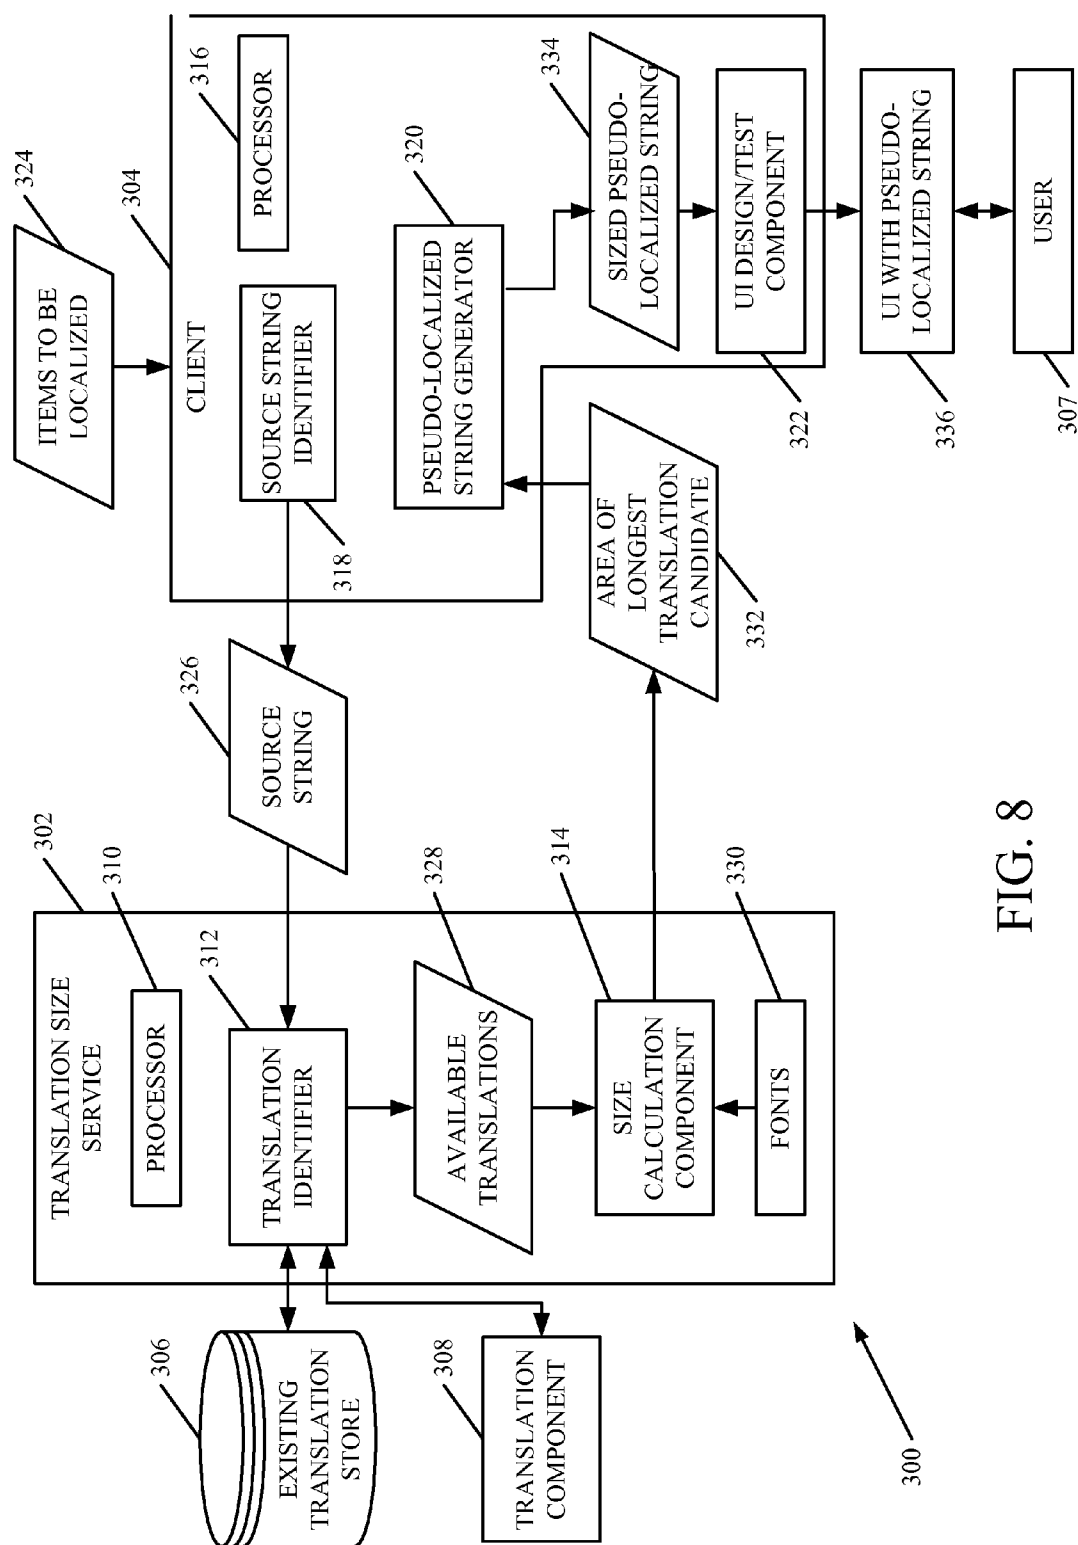 324
ITEMS TO BE
LOCALIZED
304
CLIENT
316
PROCESSOR
SOURCE STRING
IDENTIFIER
318
320
PSEUDO-LOCALIZED
STRING GENERATOR
334
SIZED PSEUDO-
LOCALIZED STRING
UI DESIGN/TEST
COMPONENT
322
UI WITH PSEUDO-
LOCALIZED STRING
336
USER
307
AREA OF
LONGEST
TRANSLATION
CANDIDATE
332
326
SOURCE
STRING
302
TRANSLATION SIZE
SERVICE
310
PROCESSOR
312
TRANSLATION
IDENTIFIER
328
AVAILABLE
TRANSLATIONS
314
SIZE
CALCULATION
COMPONENT
330
FONTS
306
EXISTING
TRANSLATION
STORE
308
TRANSLATION
COMPONENT
300
FIG. 8